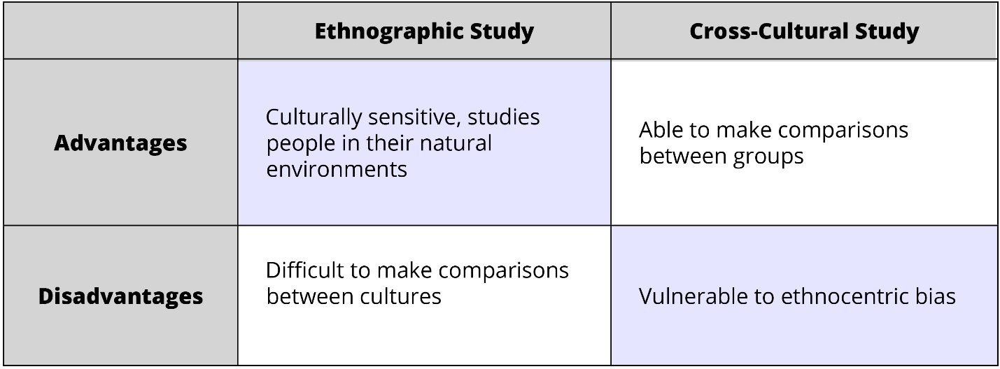 Ethnographic Study
Cross-Cultural Study
Advantages
Culturally sensitive, studies
people in their natural
environments
Able to make comparisons
between groups
Disadvantages
Difficult to make comparisons
between cultures
Vulnerable to ethnocentric bias